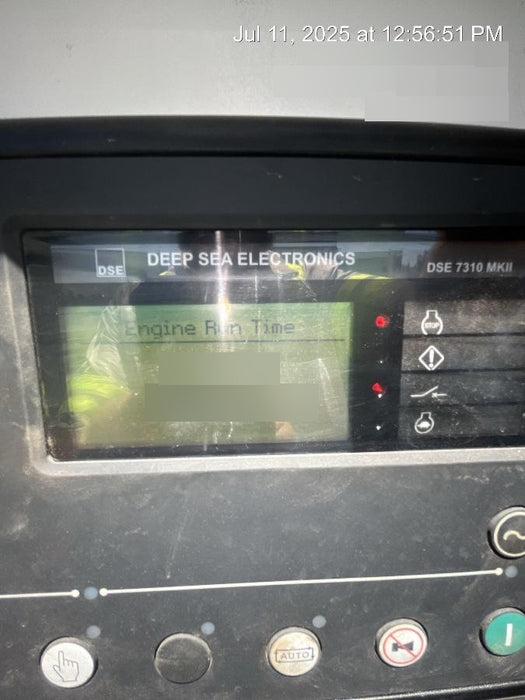 Jul 11, 2025 at 12:56:51 PM
DSE
DEEP SEA ELECTRONICS
DSE 7310 MKII
Engine Run Time
STOP
AUTO